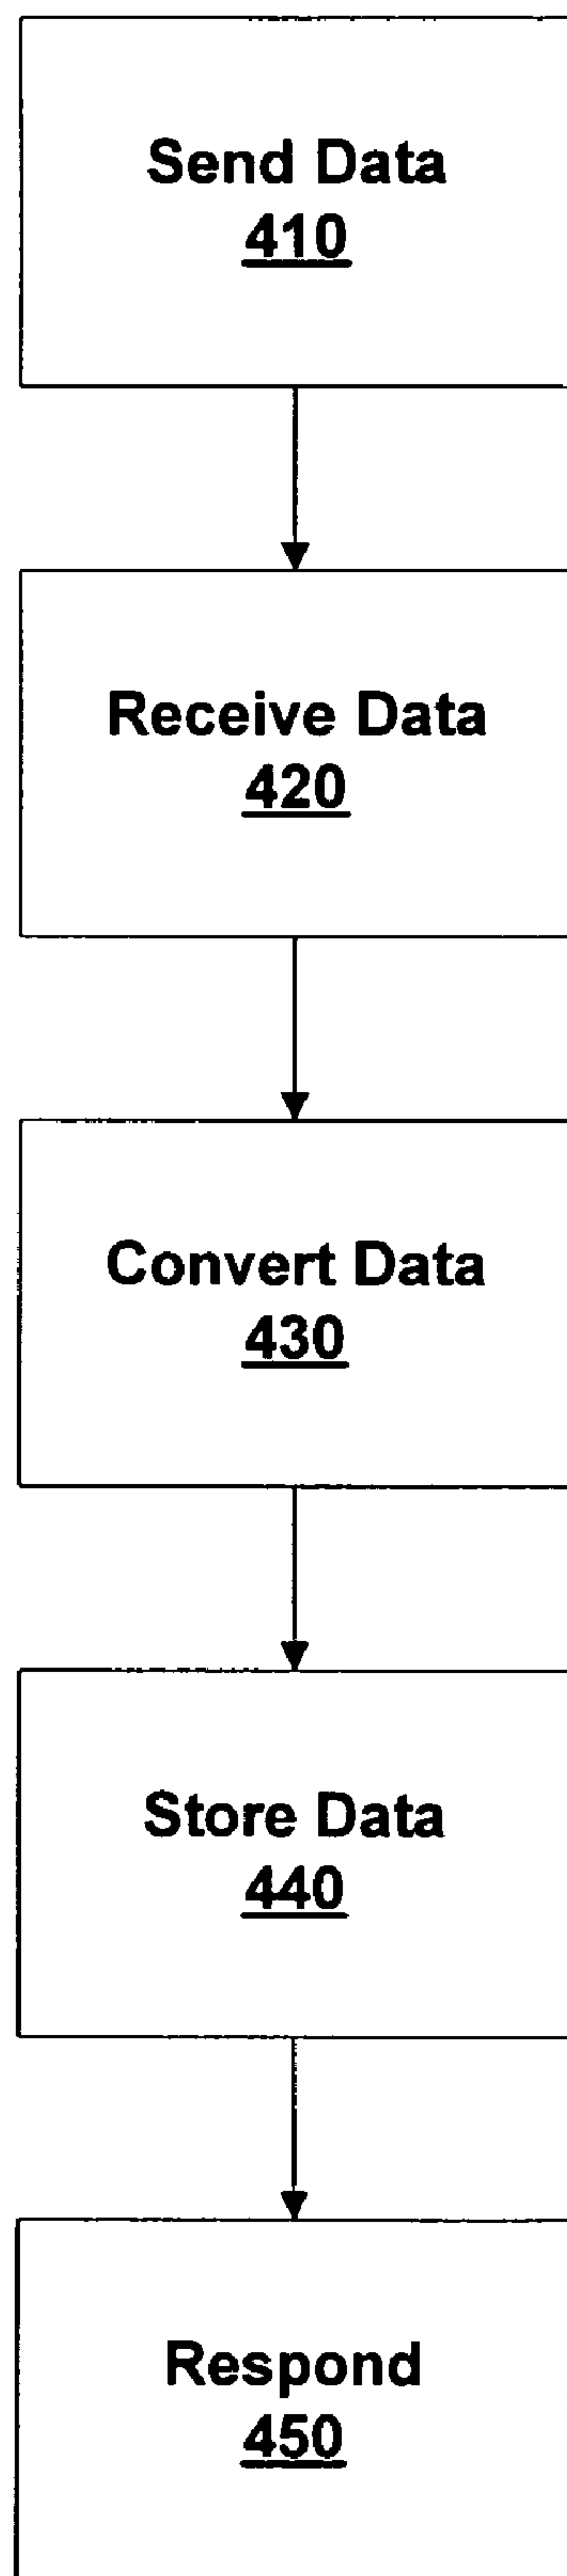 Send Data
410
Receive Data
420
Convert Data
430
Store Data
440
Respond
450